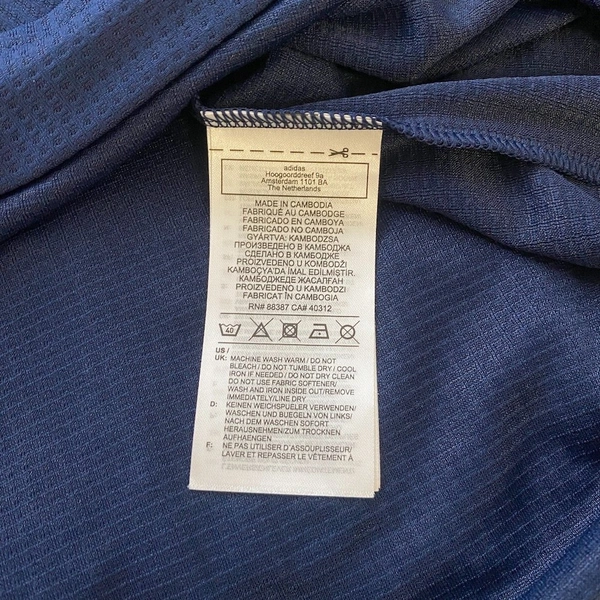 adidas
Hoogoorddreef 9a
Amsterdam 1101 BA
The Netherlands
MADE IN CAMBODIA
FABRIQUÉ AU CAMBODGE
FABRICADO EN CAMBOYA
FABRICADO NO CAMBOJA
GYÁRTVA: KAMBODZSA
ПРОИЗВЕДЕНО В КАМБОДЖА
СДЕЛАНО В КАМБОДЖЕ
PROIZVEDENO U KOMBODŽI
KAMBOÇYA'DA İMAL EDİLMİŞTİR.
КАМБОДЖЕДЕ ЖАСАЛҒАН
PROIZVEDENO U KAMBODZI
FABRICAT ÎN CAMBOGIA
RN# 88387 CA# 40312
40
US /
UK: MACHINE WASH WARM / DO NOT
BLEACH / DO NOT TUMBLE DRY / COOL
IRON IF NEEDED / DO NOT DRY CLEAN
DO NOT USE FABRIC SOFTENER/
WASH AND IRON INSIDE OUT/REMOVE
IMMEDIATELY/LINE DRY
D: KEINEN WEICHSPUELER VERWENDEN/
WASCHEN UND BUEGELN VON LINKS/
NACH DEM WASCHEN SOFORT
HERAUSNEHMEN/ZUM TROCKNEN
AUFHAENGEN
F: NE PAS UTILISER D'ASSOUPLISSEUR/
LAVER ET REPASSER LE VÊTEMENT À